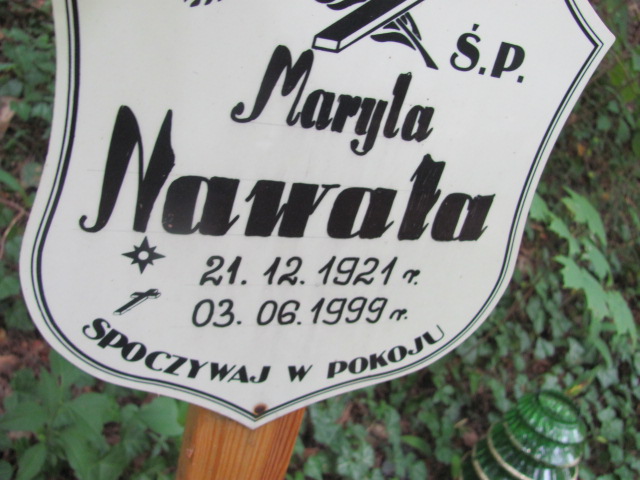 Ś.P.
Maryla
Nawała
21. 12. 1921 r.
03. 06. 1999 r.
SPOCZYWAJ W POKOJU